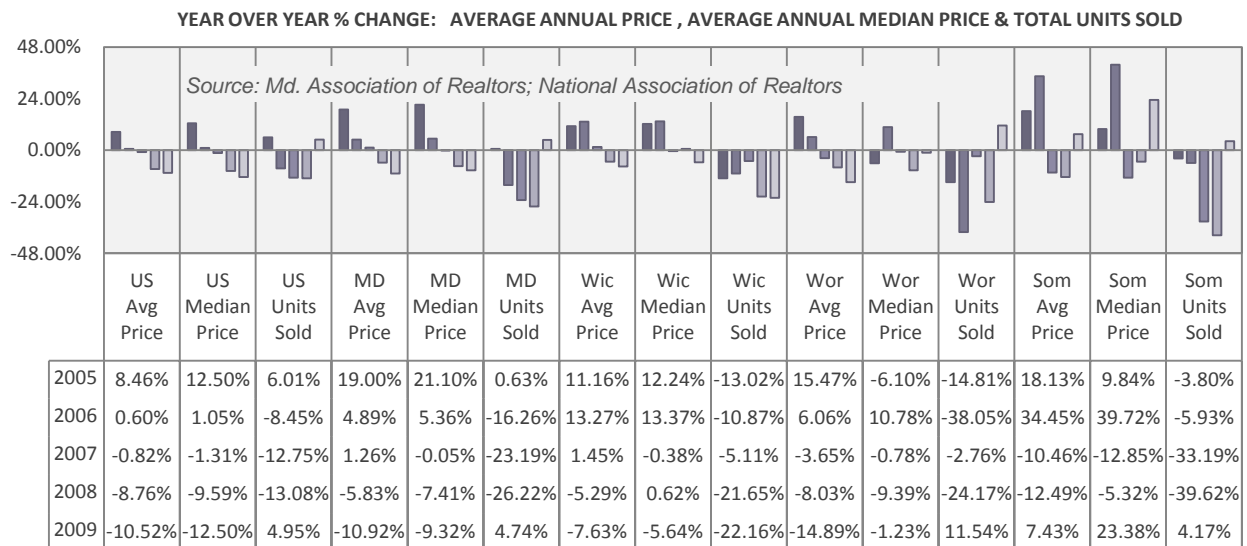 YEAR OVER YEAR % CHANGE: AVERAGE ANNUAL PRICE , AVERAGE ANNUAL MEDIAN PRICE & TOTAL UNITS SOLD
48.00%
Source: Md. Association of Realtors; National Association of Realtors
24.00%
0.00%
-24.00%
-48.00%
US US US MD MD MD Wic Wic Wic Wor Wor Wor Som Som Som
Avg Median Units Avg Median Units Avg Median Units Avg Median Units Avg Median Units
Price Price Sold Price Price Sold Price Price Sold Price Price Sold Price Price Sold
2005 8.46% 12.50% 6.01% 19.00% 21.10% 0.63% 11.16% 12.24% -13.02% 15.47% -6.10% -14.81% 18.13% 9.84% -3.80%
2006 0.60% 1.05% -8.45% 4.89% 5.36% -16.26% 13.27% 13.37% -10.87% 6.06% 10.78% -38.05% 34.45% 39.72% -5.93%
2007 -0.82% -1.31% -12.75% 1.26% -0.05% -23.19% 1.45% -0.38% -5.11% -3.65% -0.78% -2.76% -10.46% -12.85% -33.19%
2008 -8.76% -9.59% -13.08% -5.83% -7.41% -26.22% -5.29% 0.62% -21.65% -8.03% -9.39% -24.17% -12.49% -5.32% -39.62%
2009 -10.52% -12.50% 4.95% -10.92% -9.32% 4.74% -7.63% -5.64% -22.16% -14.89% -1.23% 11.54% 7.43% 23.38% 4.17%